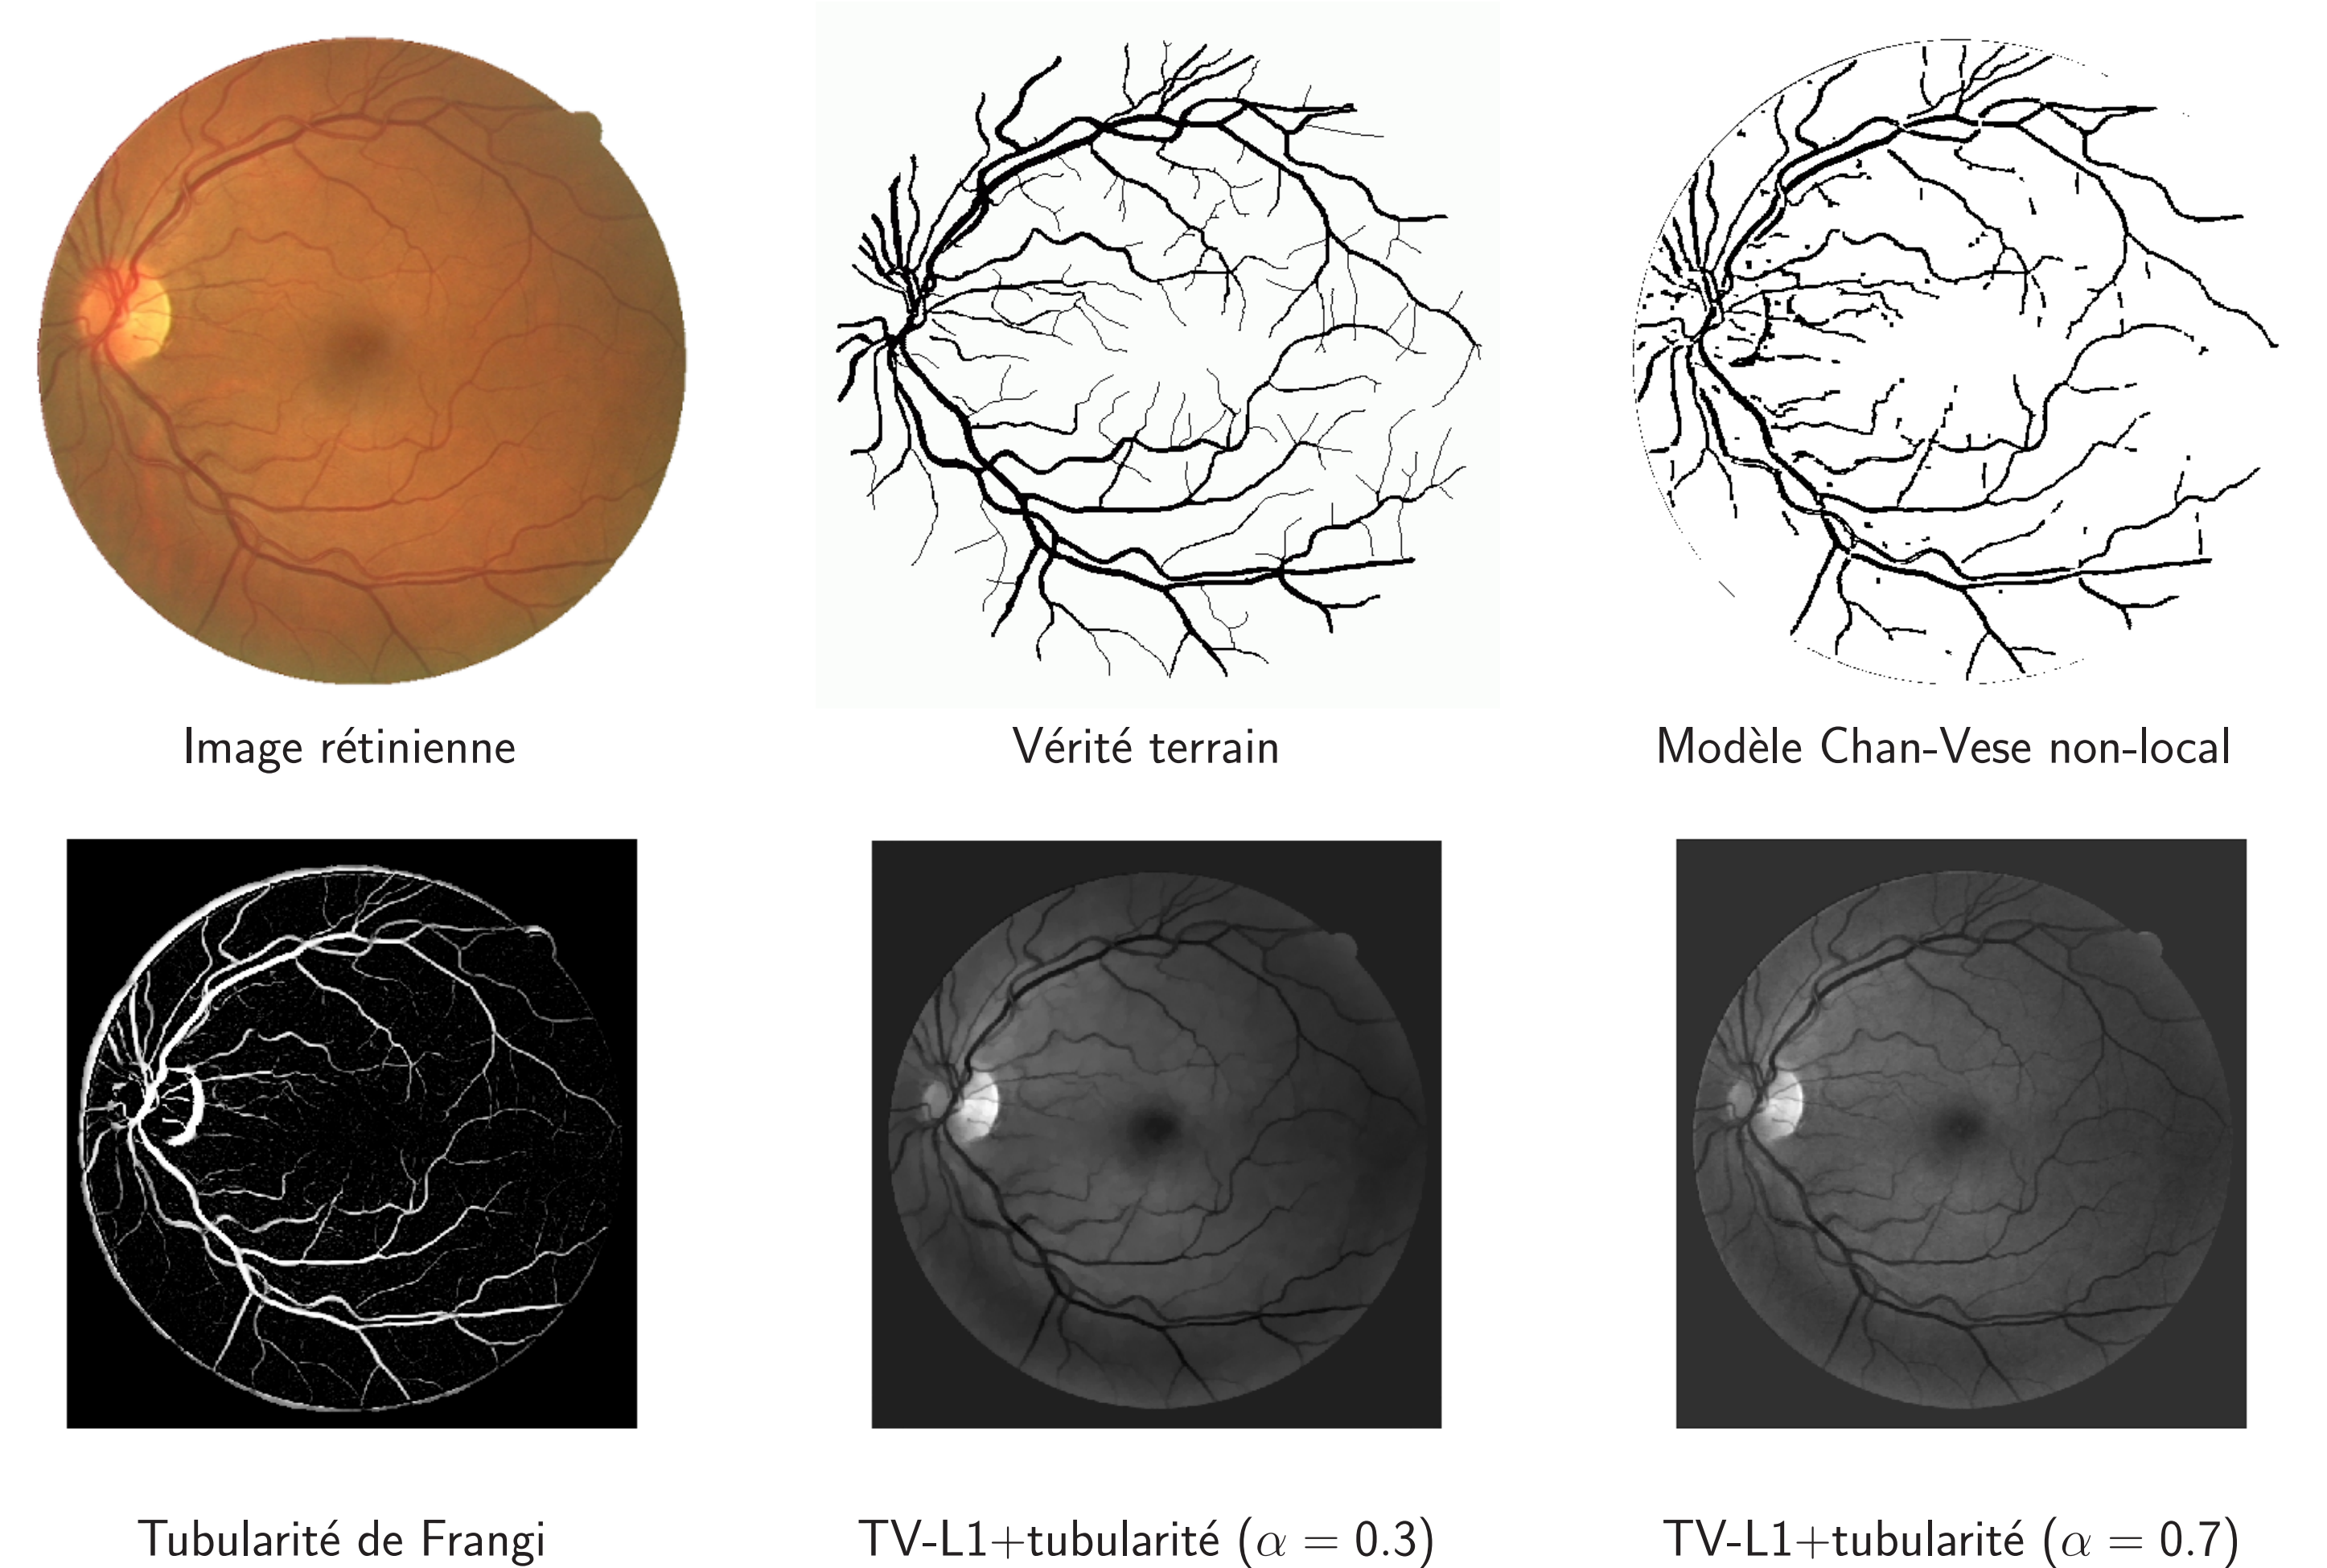 Image rétinienne
Vérité terrain
Modèle Chan-Vese non-local
Tubularité de Frangi
TV-L1+tubularité (α = 0.3)
TV-L1+tubularité (α = 0.7)